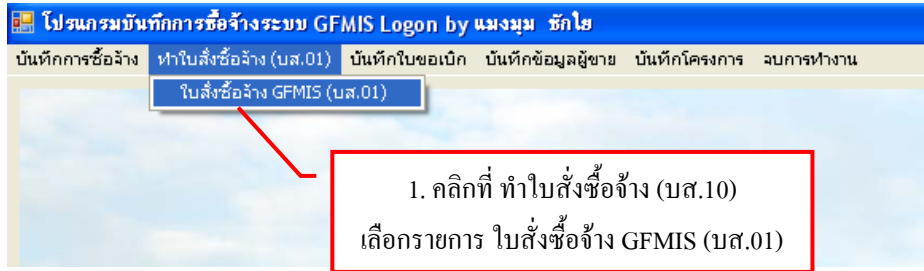 โปรแกรมบันทึกการซื้อจ้างระบบ GFMIS Logon by แมงมุม ชักใย
บันทึกการซื้อจ้าง ทำใบสั่งซื้อจ้าง (บส.01) บันทึกใบขอเบิก บันทึกข้อมูลผู้ขาย บันทึกโครงการ จบการทำงาน
ใบสั่งซื้อจ้าง GFMIS (บส.01)
1. คลิกที่ ทำใบสั่งซื้อจ้าง (บส.10)
เลือกรายการ ใบสั่งซื้อจ้าง GFMIS (บส.01)